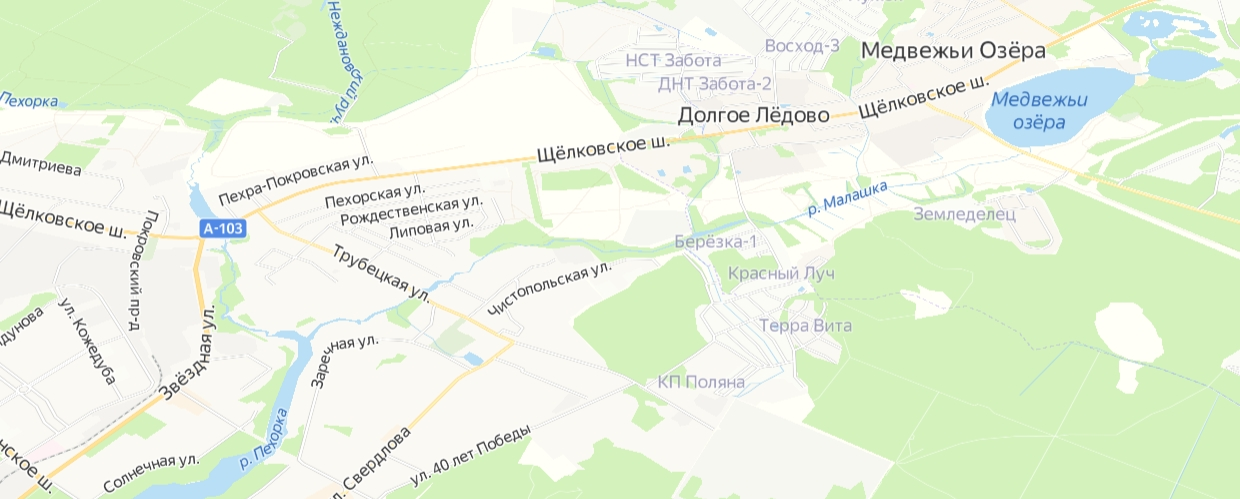 Восход-3
Медвежьи Озёра
НСТ Забота
ДНТ Забота-2
Щёлковское ш.
Медвежьи
озёра
Долгое Лёдово
Пехорка
Щёлковское ш.
Дмитриева
Пехра-Покровская ул.
Пехорская ул.
Рождественская ул.
Липовая ул.
р. Малашка
Земледелец
Щёлковское ш.
А-103
Покровский пр-д
Трубецкая ул.
Берёзка-1
Красный Луч
Чистопольская ул.
Терра Вита
ул. Кожедуба
Звёздная ул.
Заречная ул.
КП Поляна
р. Пехорка
Солнечная ул.
Свердлова
ул. 40 лет Победы
ш.